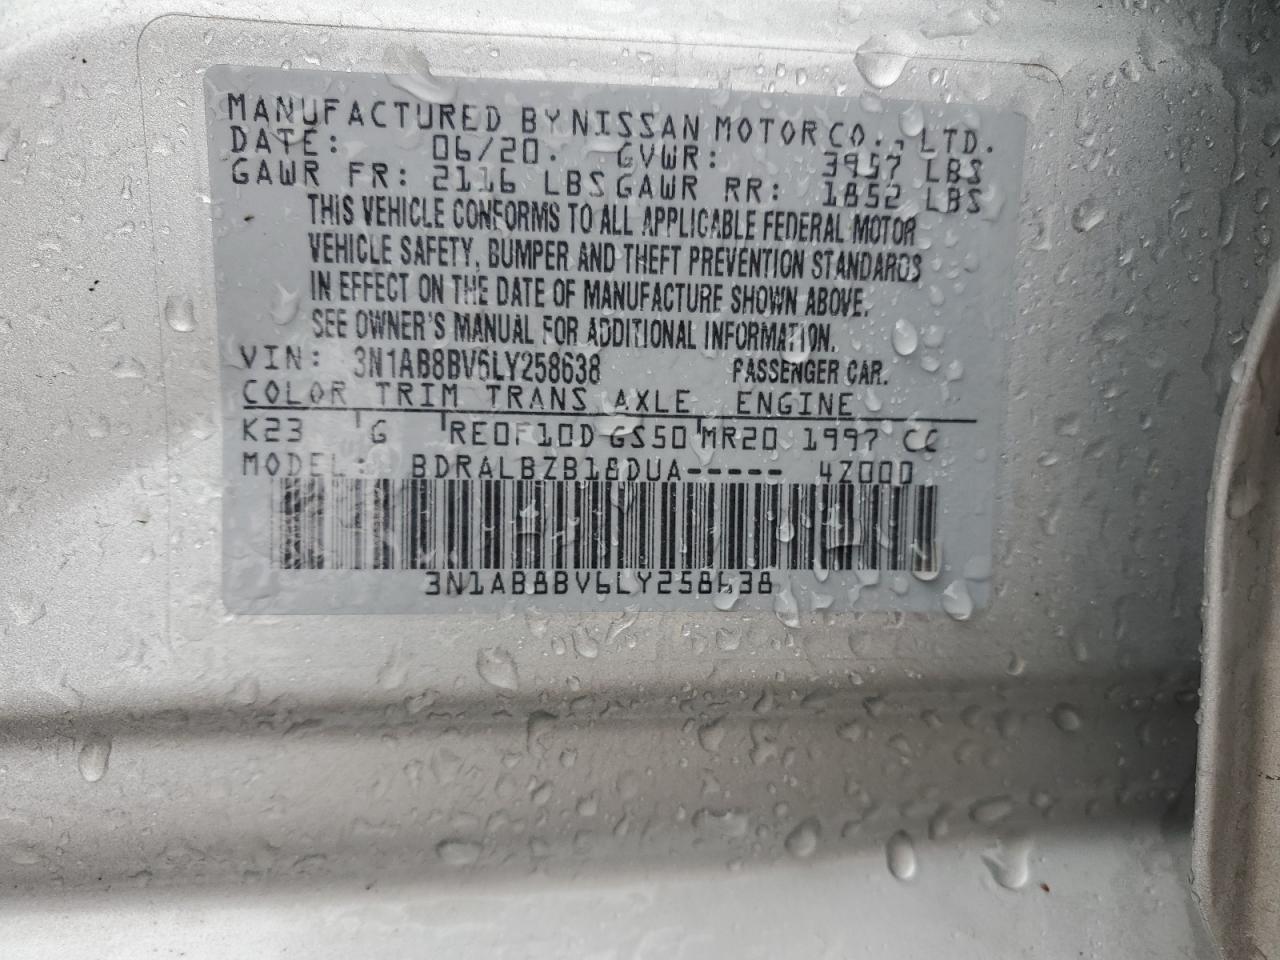 MANUFACTURED BY NISSAN MOTOR CO., LTD.
DATE: 06/20. GVWR: 3957 LBS
GAWR FR: 2116 LBS GAWR RR: 1852 LBS
THIS VEHICLE CONFORMS TO ALL APPLICABLE FEDERAL MOTOR
VEHICLE SAFETY, BUMPER AND THEFT PREVENTION STANDARDS
IN EFFECT ON THE DATE OF MANUFACTURE SHOWN ABOVE.
SEE OWNER'S MANUAL FOR ADDITIONAL INFORMATION.
VIN: 3N1AB8BV6LY258638 PASSENGER CAR.
COLOR TRIM TRANS AXLE ENGINE
K23 G RE0F10D GS50 MR20 1997 CC
MODEL: BDRALBZB18DUA----- 4Z000
3N1AB8BV6LY258638